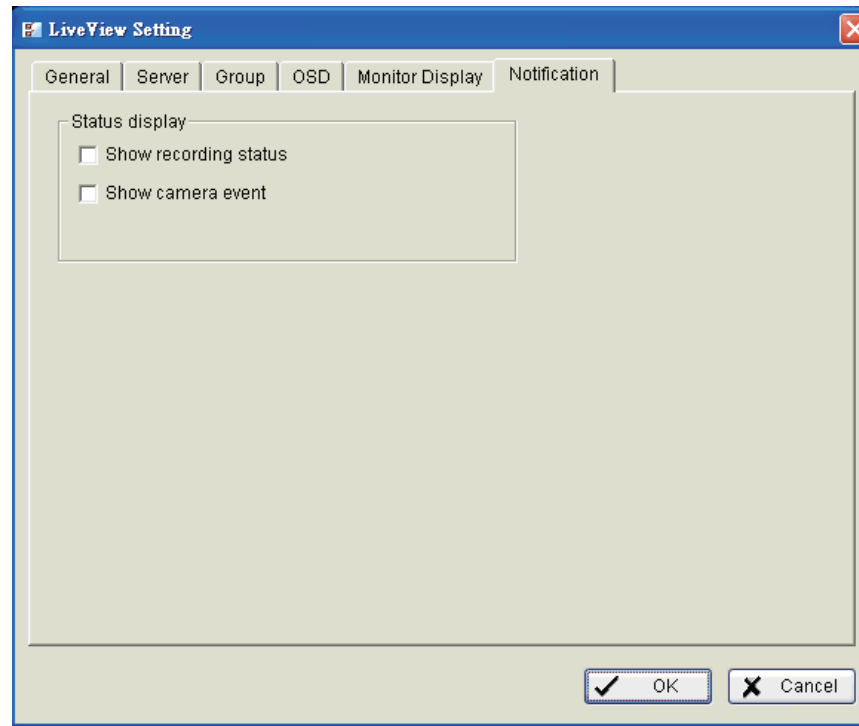 LiveView Setting
General Server Group OSD Monitor Display Notification
Status display
Show recording status
Show camera event
OK Cancel